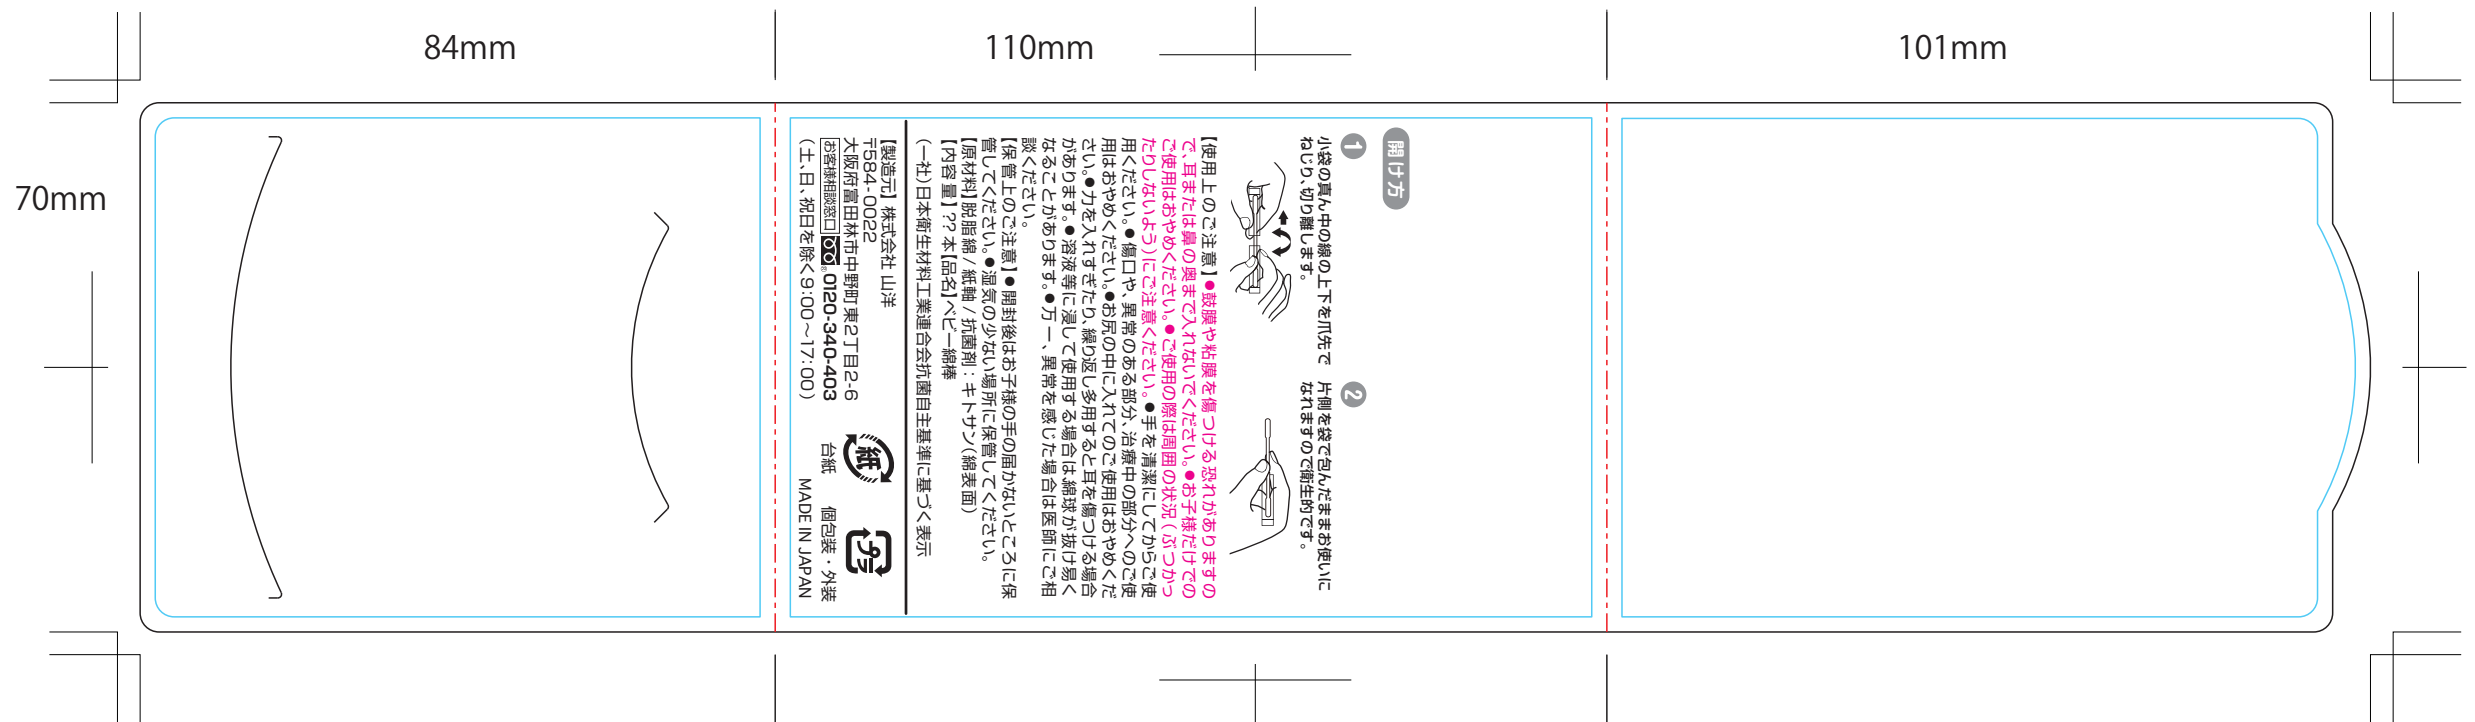 84mm
110mm
101mm
70mm
開け方
1
小袋の真ん中の線の上下を爪先で
ねじり、切り離します。
2
片側を袋で包んだままお使いに
なれますので衛生的です。
【使用上のご注意】●鼓膜や粘膜を傷つける恐れがありますの
で、耳または鼻の奥まで入れないでください。●お子様だけでの
ご使用はおやめください。●ご使用の際は周囲の状況(ぶつかっ
たりしないよう)にご注意ください。●手を清潔にしてからご使
用ください。●傷口や、異常のある部分、治療中の部分へのご使
用はおやめください。●お尻の中に入れてのご使用はおやめくだ
さい。●力を入れすぎたり、繰り返し多用すると耳を傷つける場合
があります。●溶液等に浸して使用する場合は、綿球が抜け易く
なることがあります。●万一、異常を感じた場合は医師にご相
談ください。
【保管上のご注意】●開封後はお子様の手の届かないところに保
管してください。●湿気の少ない場所に保管してください。
【原材料】脱脂綿/紙軸/抗菌剤:キトサン(綿表面)
【内容量】??本【品名】ベビー綿棒
(一社)日本衛生材料工業連合会抗菌自主基準に基づく表示
【製造元】株式会社 山洋
〒584-0022
大阪府富田林市中野町東2丁目2-6
お客様相談窓口 0120-340-403
(土、日、祝日を除く9:00~17:00)
紙
台紙
プラ
個包装・外装
MADE IN JAPAN